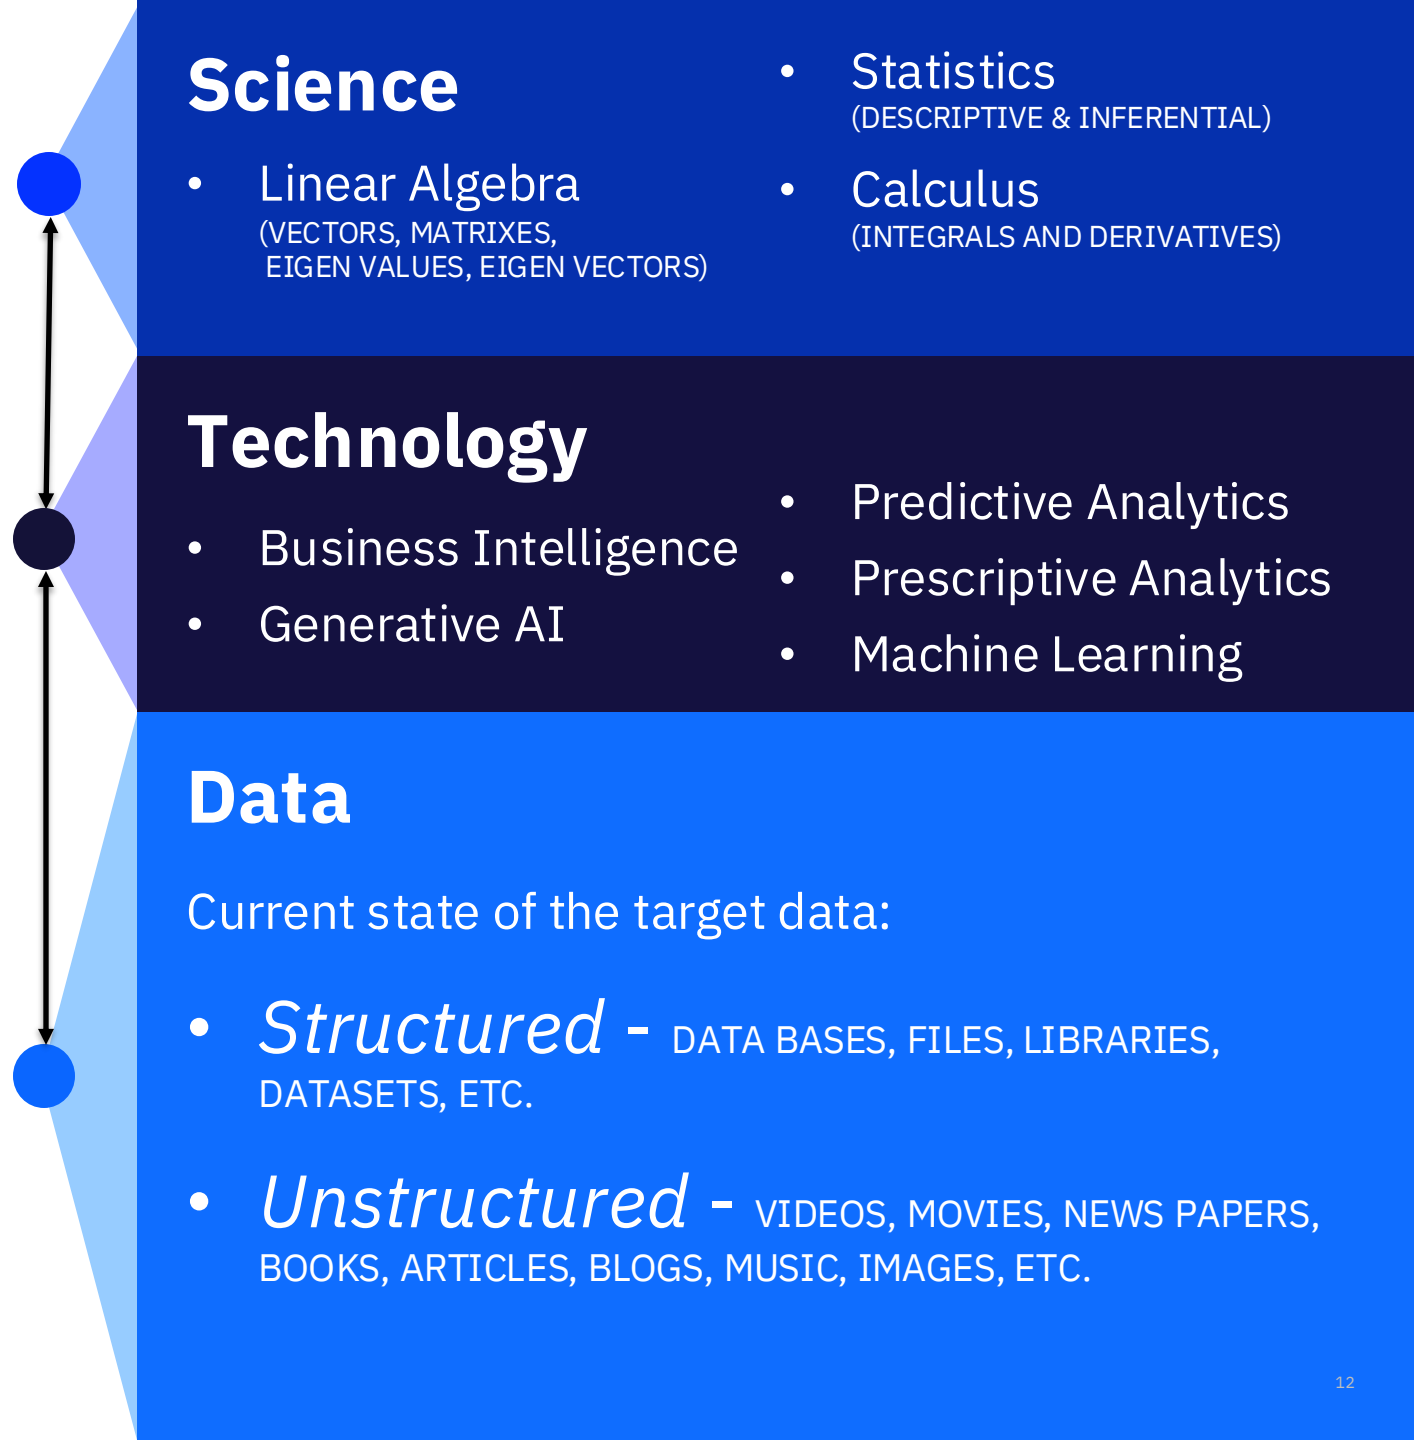 Science
• Linear Algebra
(VECTORS, MATRIXES,
EIGEN VALUES, EIGEN VECTORS)
• Statistics
(DESCRIPTIVE & INFERENTIAL)
• Calculus
(INTEGRALS AND DERIVATIVES)
Technology
• Business Intelligence
• Generative AI
• Predictive Analytics
• Prescriptive Analytics
• Machine Learning
Data
Current state of the target data:
• Structured - DATA BASES, FILES, LIBRARIES,
DATASETS, ETC.
• Unstructured - VIDEOS, MOVIES, NEWS PAPERS,
BOOKS, ARTICLES, BLOGS, MUSIC, IMAGES, ETC.
12